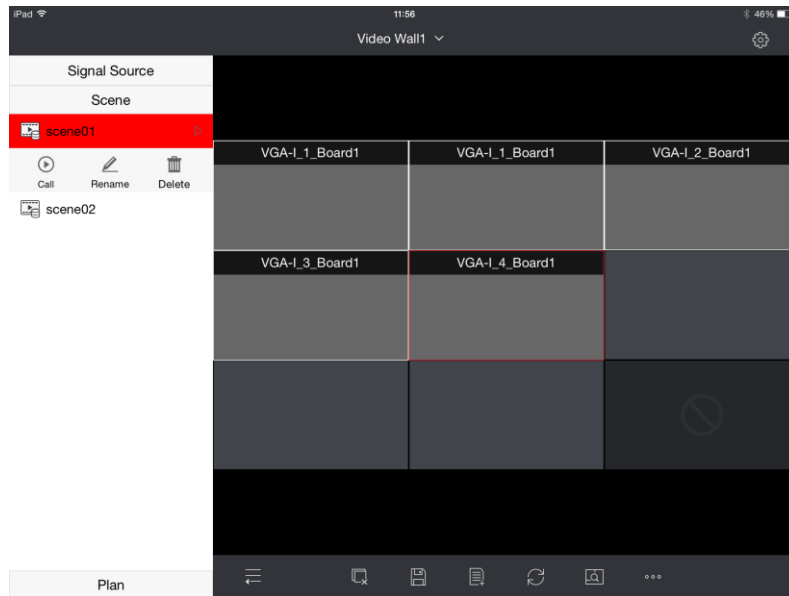 iPad 11:56 46%
Video Wall1
Signal Source
Scene
scene01
Call Rename Delete
scene02
VGA-I_1_Board1 VGA-I_1_Board1 VGA-I_2_Board1
VGA-I_3_Board1 VGA-I_4_Board1
Plan